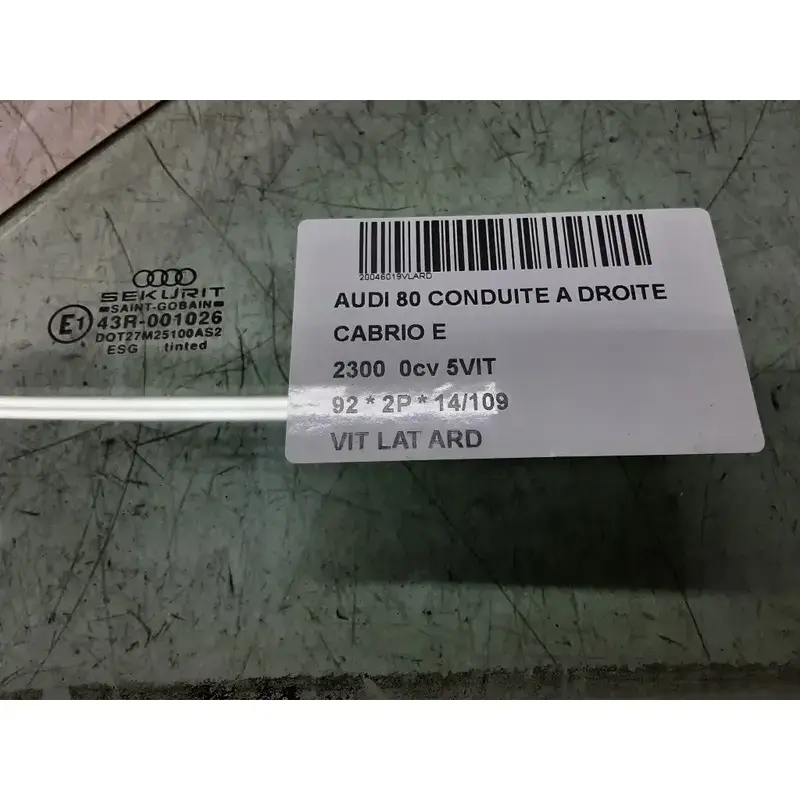 SEKURIT
SAINT-GOBAIN
E1 43R-001026
DOT27M25100AS2
ESG tinted
20046019VLARD
AUDI 80 CONDUITE A DROITE
CABRIO E
2300 0cv 5VIT
92 * 2P * 14/109
VIT LAT ARD